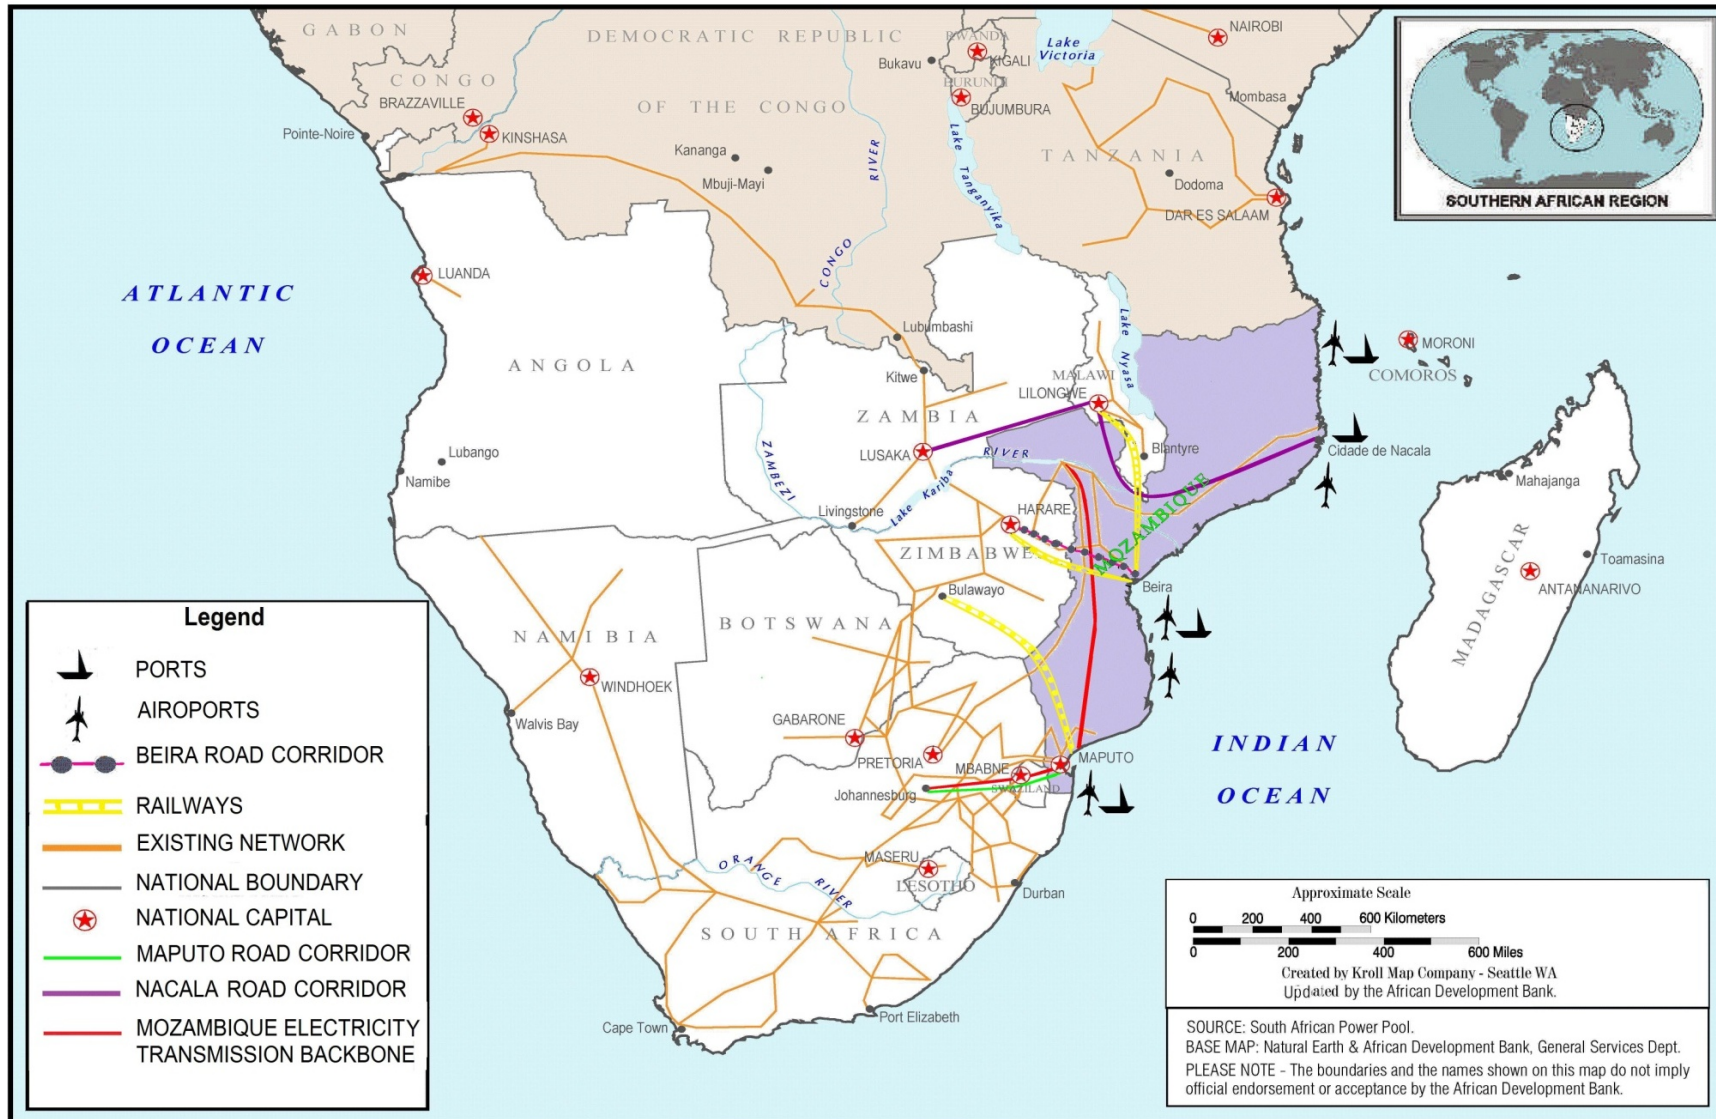 GABON
DEMOCRATIC REPUBLIC
OF THE CONGO
CONGO
BRAZZAVILLE
KINSHASA
Pointe-Noire
Kananga
Mbuji-Mayi
Bukavu
RWANDA
KIGALI
BURUNDI
BUJUMBURA
Lake
Victoria
NAIROBI
Mombasa
TANZANIA
Dodoma
DAR ES SALAAM
Lake Tanganyika
RIVER
CONGO
SOUTHERN AFRICAN REGION
ATLANTIC
OCEAN
LUANDA
ANGOLA
Lubango
Namibe
Lubumbashi
Kitwe
ZAMBIA
LUSAKA
MALAWI
LILONGWE
Lake Nyasa
Blantyre
MORONI
COMOROS
Cidade de Nacala
ZAMBEZI
RIVER
Livingstone
Lake Kariba
HARARE
ZIMBABWE
MOZAMBIQUE
Beira
Bulawayo
Mahajanga
Toamasina
ANTANANARIVO
MADAGASCAR
NAMIBIA
WINDHOEK
Walvis Bay
BOTSWANA
GABARONE
PRETORIA
MBABNE
SWAZILAND
MAPUTO
Johannesburg
INDIAN
OCEAN
MASERU
LESOTHO
ORANGE
RIVER
Durban
SOUTH AFRICA
Cape Town
Port Elizabeth
Legend
PORTS
AIROPORTS
BEIRA ROAD CORRIDOR
RAILWAYS
EXISTING NETWORK
NATIONAL BOUNDARY
NATIONAL CAPITAL
MAPUTO ROAD CORRIDOR
NACALA ROAD CORRIDOR
MOZAMBIQUE ELECTRICITY
TRANSMISSION BACKBONE
Approximate Scale
0 200 400 600 Kilometers
0 200 400 600 Miles
Created by Kroll Map Company - Seattle WA
Updated by the African Development Bank.
SOURCE: South African Power Pool.
BASE MAP: Natural Earth & African Development Bank, General Services Dept.
PLEASE NOTE - The boundaries and the names shown on this map do not imply
official endorsement or acceptance by the African Development Bank.